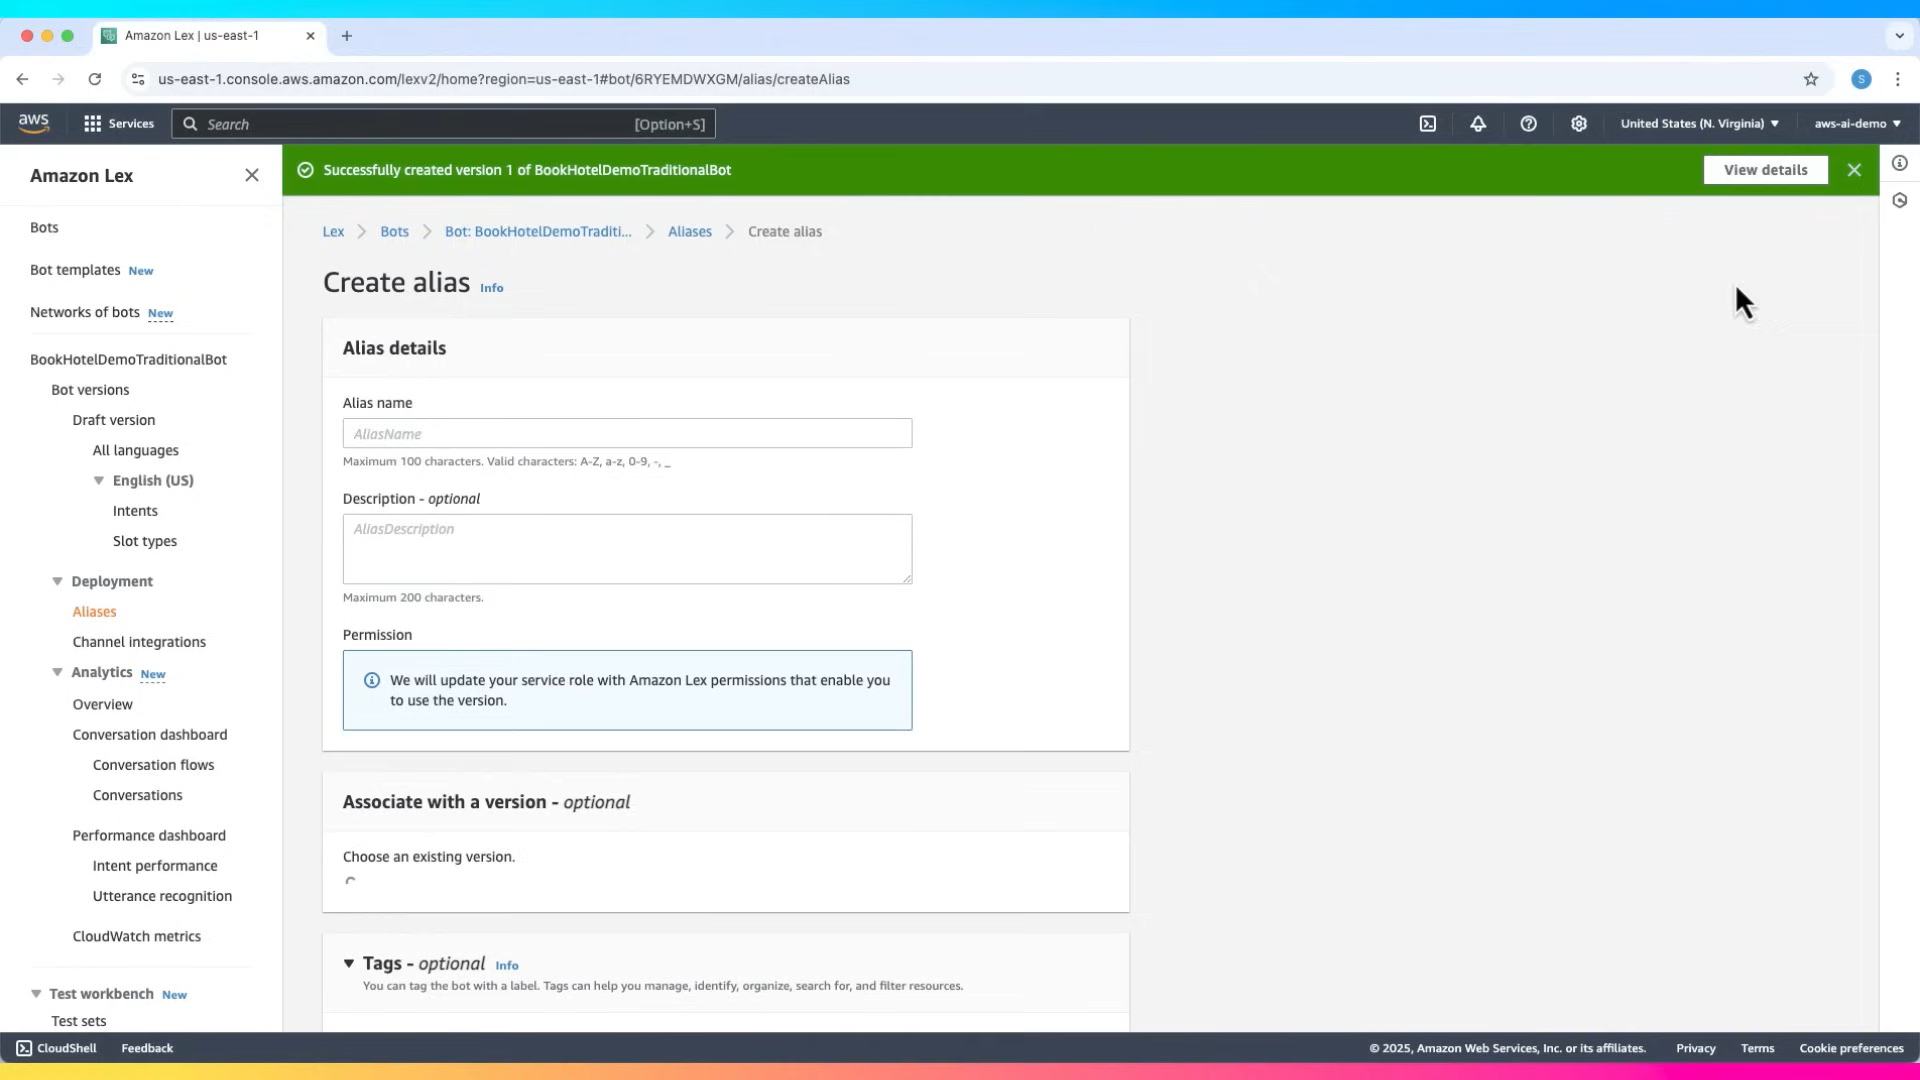 Amazon Lex | us-east-1
us-east-1.console.aws.amazon.com/lexv2/home?region=us-east-1#bot/6RYEMDWXGM/alias/createAlias
S
aws
Services
Search
[Option+S]
United States (N. Virginia)
aws-ai-demo
Amazon Lex
Successfully created version 1 of BookHotelDemoTraditionalBot
View details
Bots
Bot templates New
Networks of bots New
BookHotelDemoTraditionalBot
Bot versions
Draft version
All languages
English (US)
Intents
Slot types
Deployment
Aliases
Channel integrations
Analytics New
Overview
Conversation dashboard
Conversation flows
Conversations
Performance dashboard
Intent performance
Utterance recognition
CloudWatch metrics
Test workbench New
Test sets
Lex
Bots
Bot: BookHotelDemoTraditi...
Aliases
Create alias
Create alias Info
Alias details
Alias name
AliasName
Maximum 100 characters. Valid characters: A-Z, a-z, 0-9, -, _
Description - optional
AliasDescription
Maximum 200 characters.
Permission
We will update your service role with Amazon Lex permissions that enable you
to use the version.
Associate with a version - optional
Choose an existing version.
Tags - optional Info
You can tag the bot with a label. Tags can help you manage, identify, organize, search for, and filter resources.
CloudShell
Feedback
© 2025, Amazon Web Services, Inc. or its affiliates.
Privacy
Terms
Cookie preferences